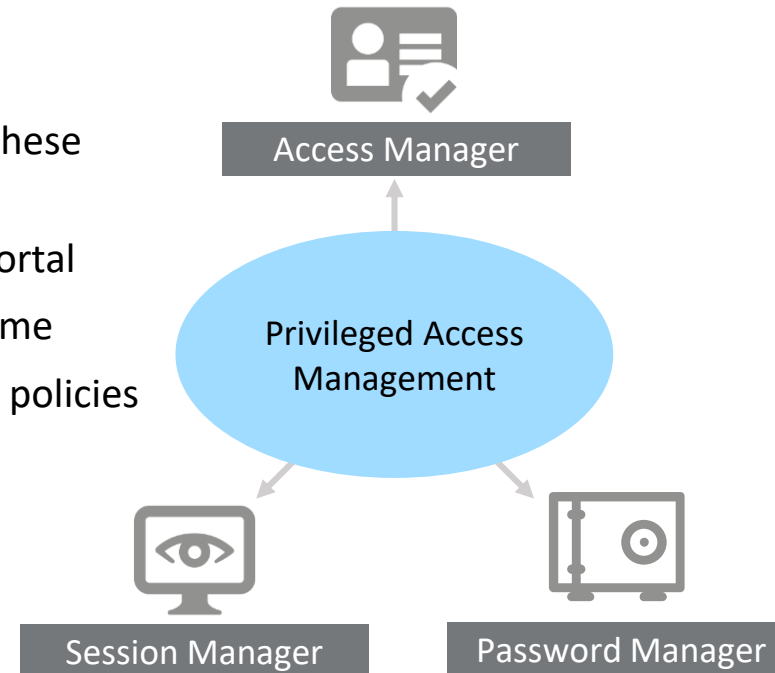 Access Manager
hese
ortal
me
policies
Privileged Access
Management
Session Manager
Password Manager